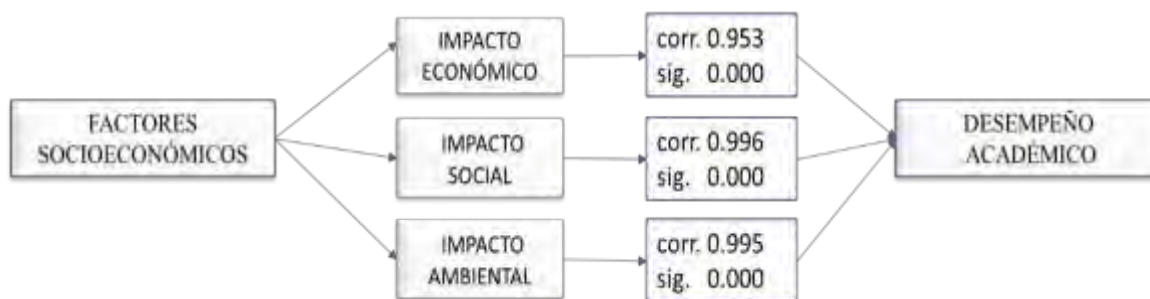 FACTORES
SOCIOECONÓMICOS
IMPACTO
ECONÓMICO
corr. 0.953
sig. 0.000
IMPACTO
SOCIAL
corr. 0.996
sig. 0.000
IMPACTO
AMBIENTAL
corr. 0.995
sig. 0.000
DESEMPEÑO
ACADÉMICO